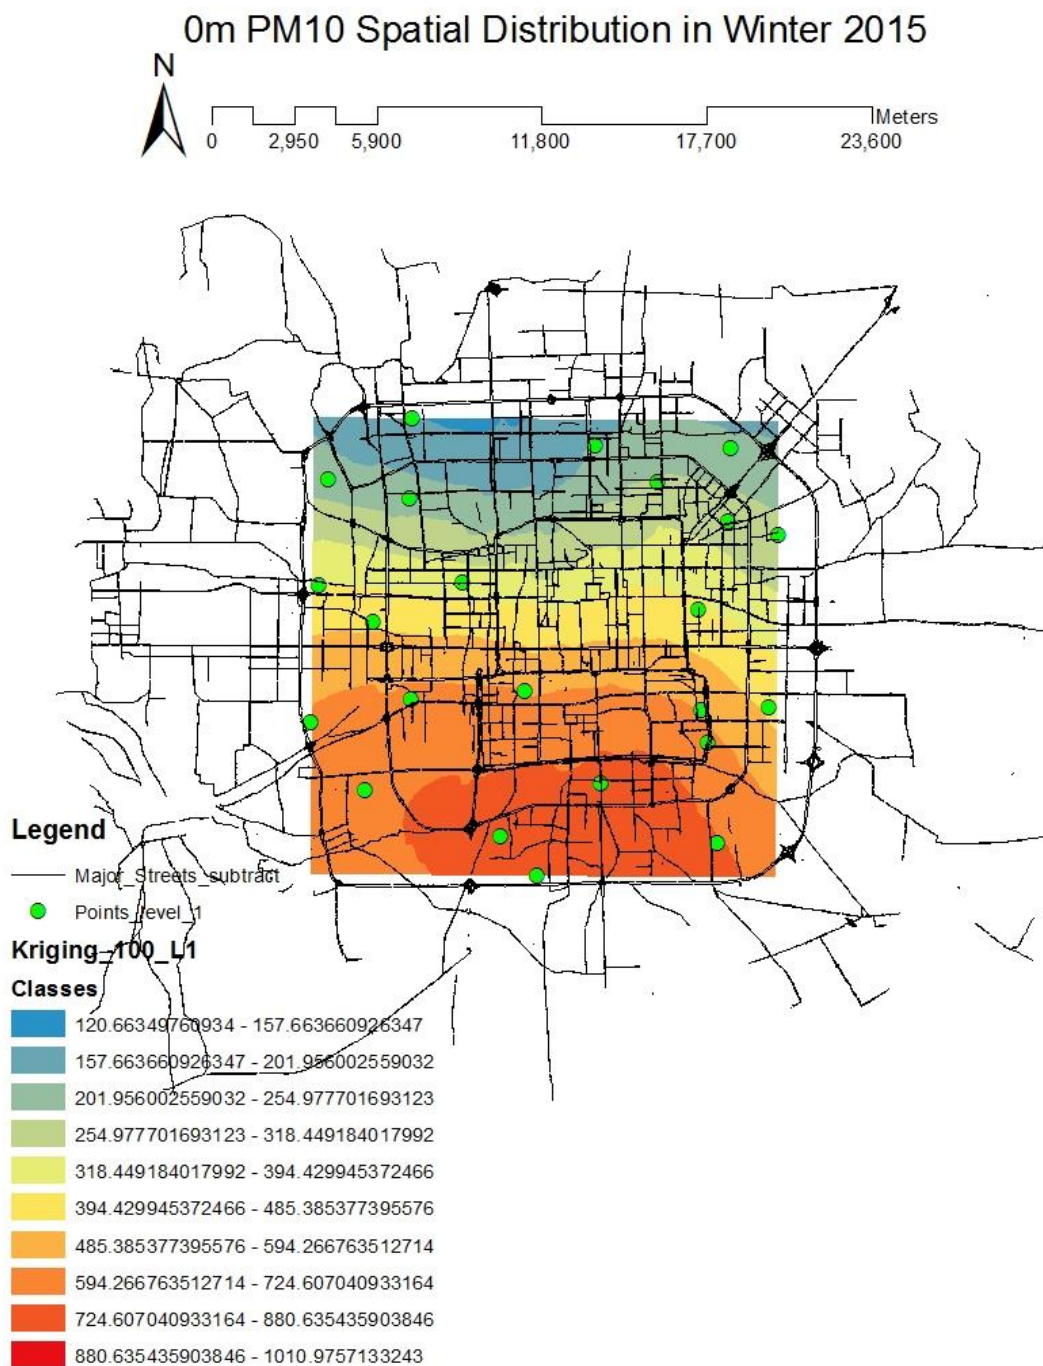 0m PM10 Spatial Distribution in Winter 2015
N
Meters
0 2,950 5,900 11,800 17,700 23,600
Legend
Major_Streets_subtract
Points_level_1
Kriging_100_L1
Classes
120.66349760934 - 157.663660926347
157.663660926347 - 201.956002559032
201.956002559032 - 254.977701693123
254.977701693123 - 318.449184017992
318.449184017992 - 394.429945372466
394.429945372466 - 485.385377395576
485.385377395576 - 594.266763512714
594.266763512714 - 724.607040933164
724.607040933164 - 880.635435903846
880.635435903846 - 1010.9757133243